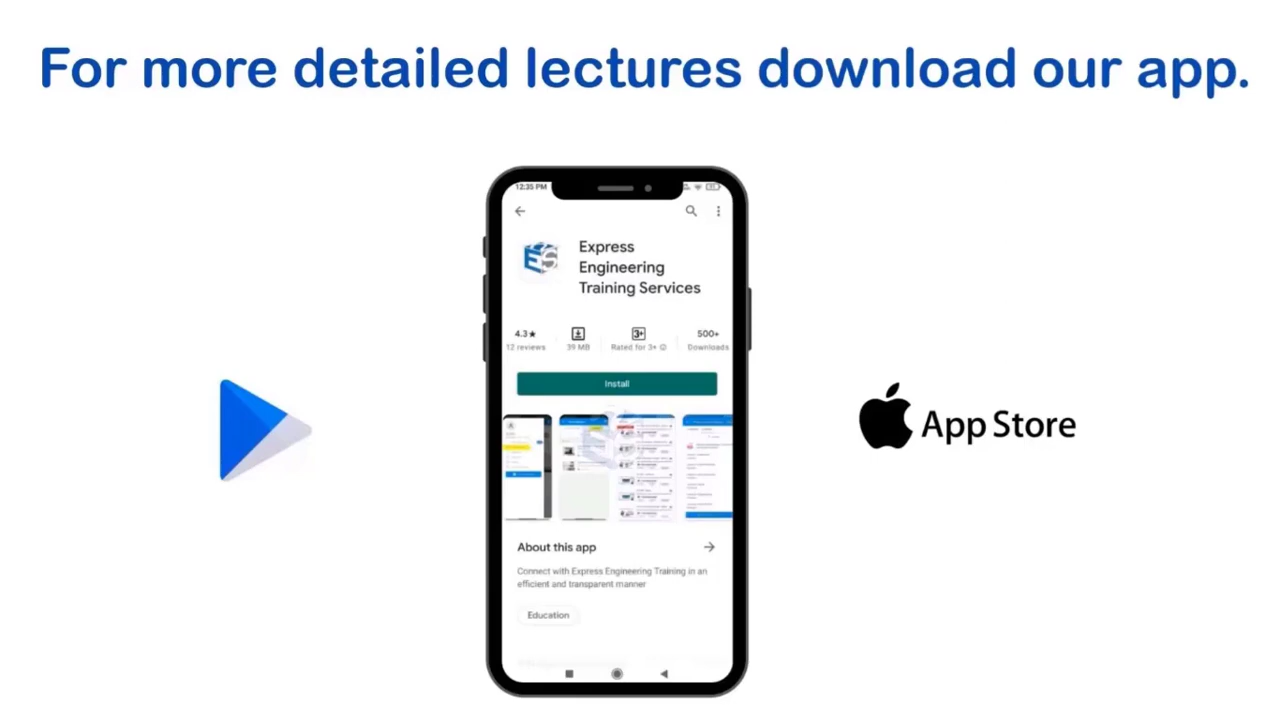 For more detailed lectures download our app.
12:35 PM
Express
Engineering
Training Services
4.3★
12 reviews
39 MB
3+
Rated for 3+
500+
Downloads
Install
About this app
Connect with Express Engineering Training in an
efficient and transparent manner
Education
App Store